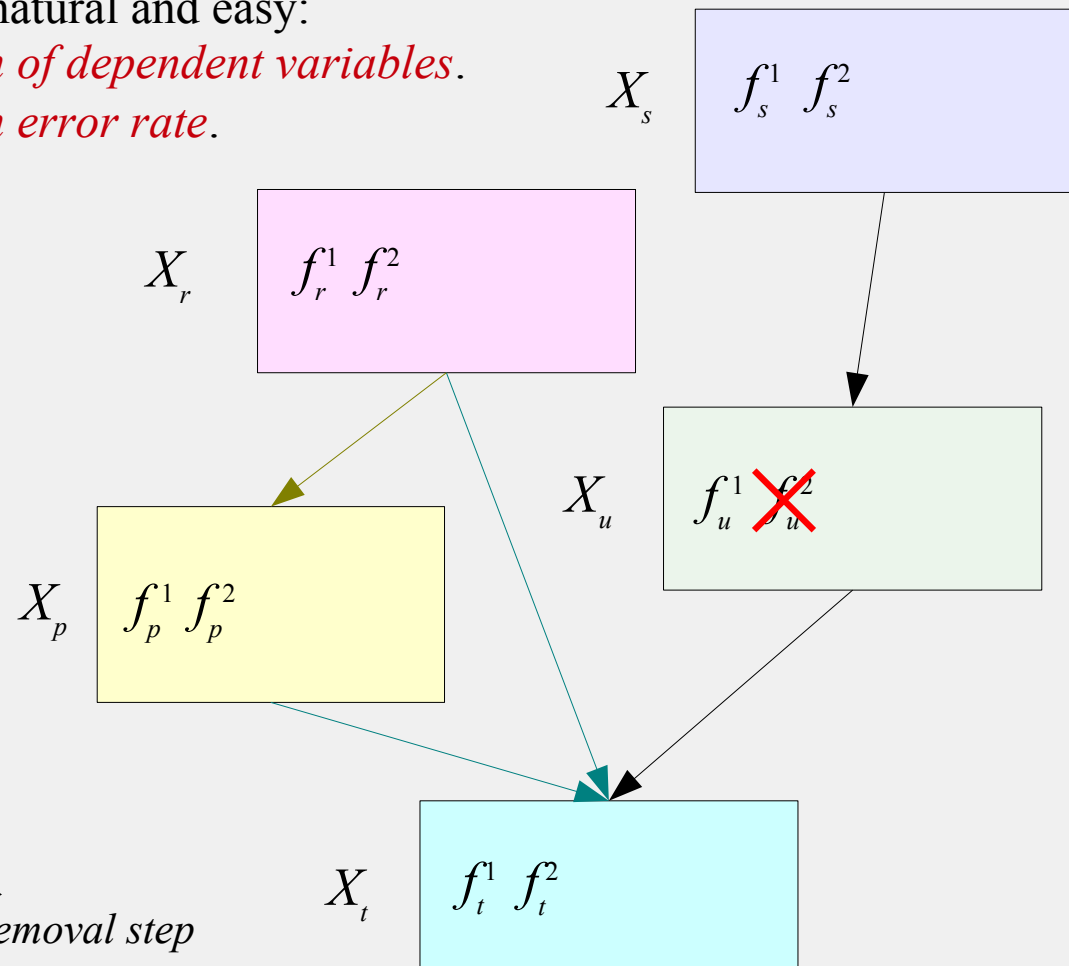 natural and easy:
of dependent variables.
error rate.
X_s f_s^1 f_s^2
X_r f_r^1 f_r^2
X_u f_u^1 f_u^2
X_p f_p^1 f_p^2
X_t f_t^1 f_t^2
emoval step